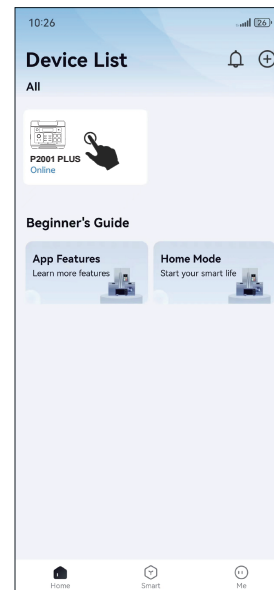 10:26
26
Device List
All
P2001 PLUS
Online
Beginner's Guide
App Features
Learn more features
Home Mode
Start your smart life
Home
Smart
Me